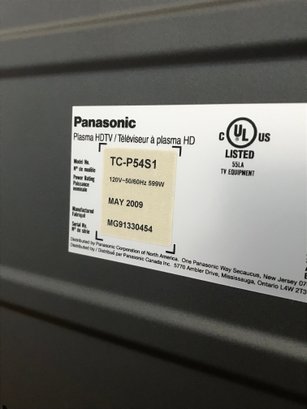 Panasonic
Plasma HDTV / Téléviseur à plasma HD
C UL US
LISTED
55LA
TV EQUIPMENT
Model No.
N° de modèle
TC-P54S1
Power Rating
Puissance
nominale
120V~50/60Hz 599W
Manufactured
Fabriqué
MAY 2009
Serial No.
N° de série
MG91330454
Distributed by Panasonic Corporation of North America. One Panasonic Way Secaucus, New Jersey 07
Distributed by / Distribué par Panasonic Canada Inc. 5770 Ambler Drive, Mississauga, Ontario L4W 2T3